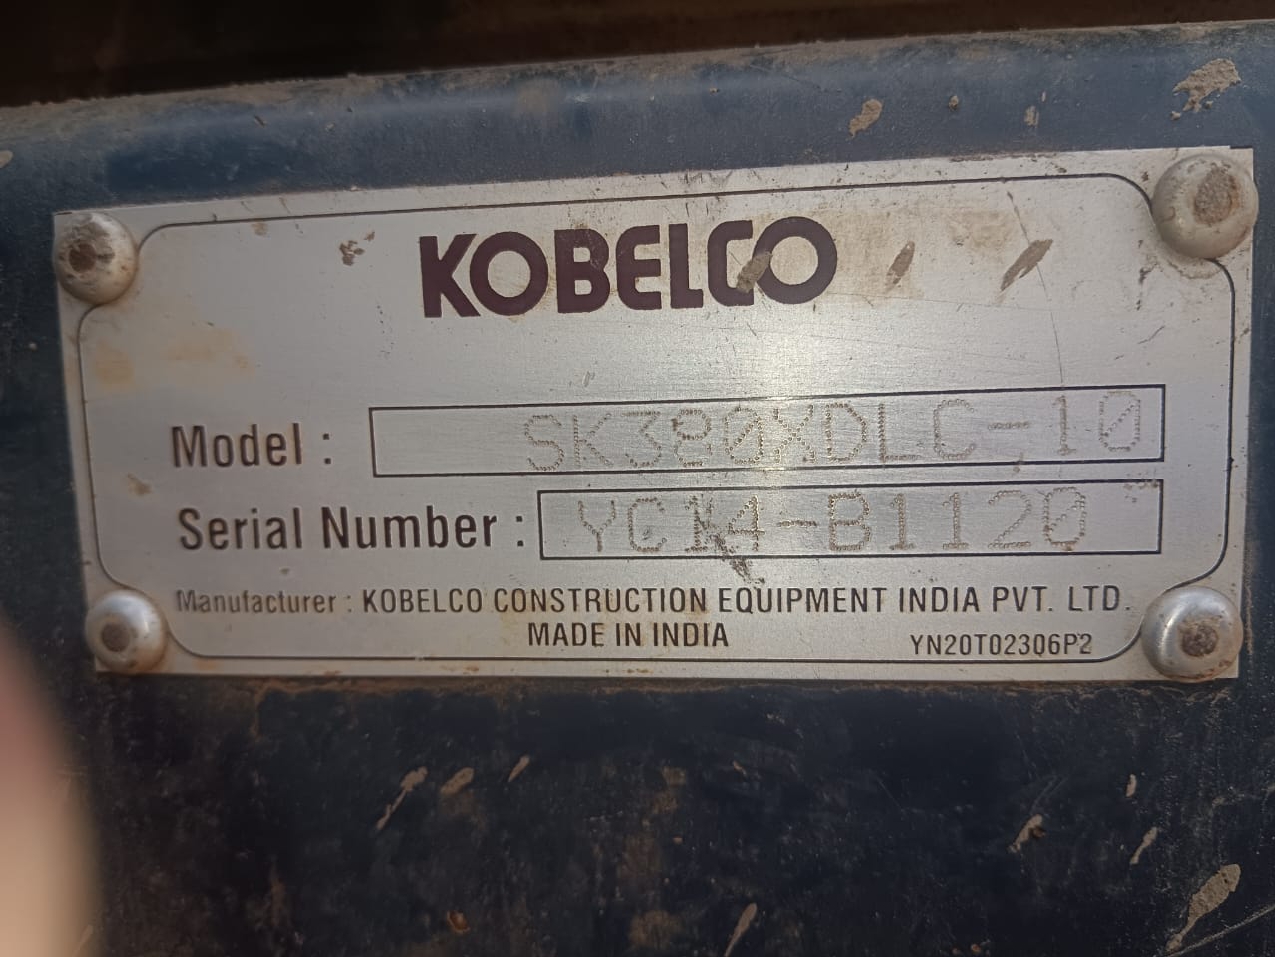 KOBELCO
Model : SK380XDLC-10
Serial Number : YC14-B1120
Manufacturer : KOBELCO CONSTRUCTION EQUIPMENT INDIA PVT. LTD.
MADE IN INDIA
YN20T02306P2